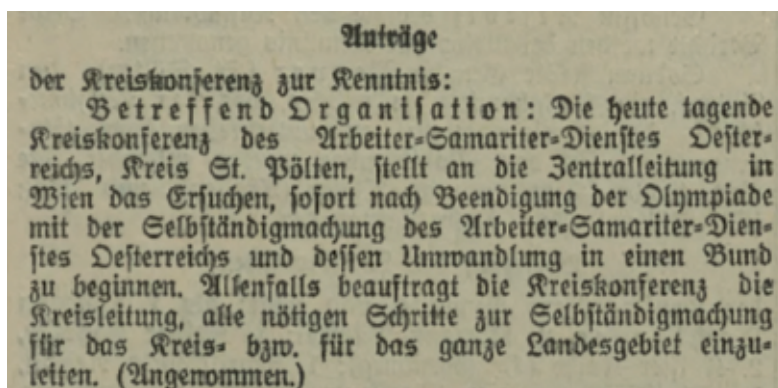 Anträge
der Kreiskonferenz zur Kenntnis:
Betreffend Organisation: Die heute tagende
Kreiskonferenz des Arbeiter-Samariter-Dienstes Oester-
reichs, Kreis St. Pölten, stellt an die Zentralleitung in
Wien das Ersuchen, sofort nach Beendigung der Olympiade
mit der Selbständigmachung des Arbeiter-Samariter-Dien-
stes Oesterreichs und dessen Umwandlung in einen Bund
zu beginnen. Allenfalls beauftragt die Kreiskonferenz die
Kreisleitung, alle nötigen Schritte zur Selbständigmachung
für das Kreis- bzw. für das ganze Landesgebiet einzu-
leiten. (Angenommen.)